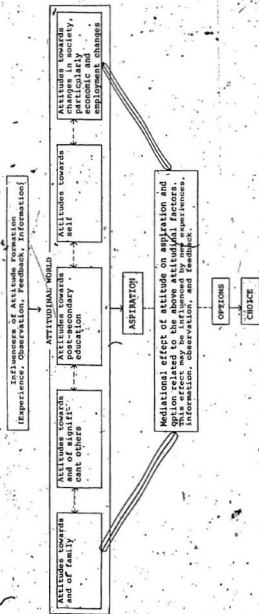 Influencers of Attitude Formation
(Experience, Observation, Feedback, Information)
ATTITUDINAL WORLD
Attitudes towards
and of family
Attitudes towards
and of signifi
cant others
Attitudes towards
post-secondary
education
Attitudes towards
self
Attitudes towards
changes in society,
particularly
economic and
employment changes
ASPIRATION
Mediational effect of attitude on aspiration and
option related to the above attitudinal factors.
This effect may be influenced by new experiences,
information, observation, and feedback.
OPTIONS
CHOICE